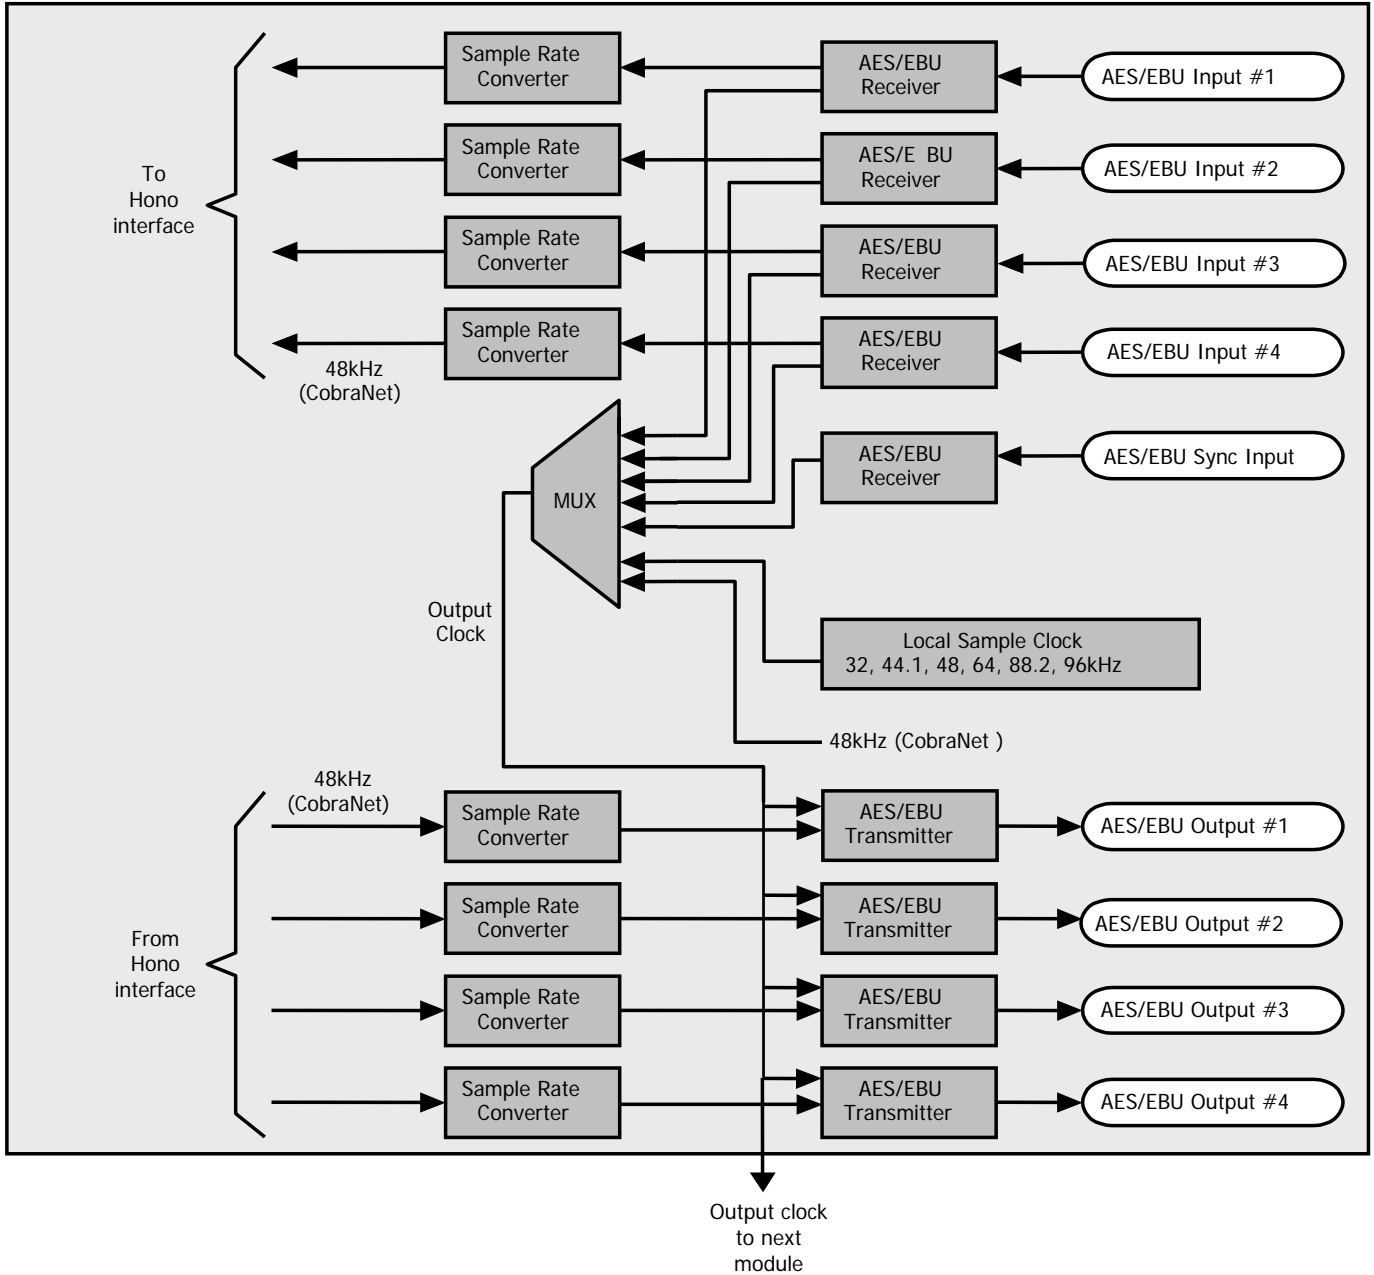 Sample Rate
Converter
AES/EBU
Receiver
AES/EBU Input #1
Sample Rate
Converter
AES/E BU
Receiver
AES/EBU Input #2
To
Hono
interface
Sample Rate
Converter
AES/EBU
Receiver
AES/EBU Input #3
Sample Rate
Converter
AES/EBU
Receiver
AES/EBU Input #4
48kHz
(CobraNet)
AES/EBU
Receiver
AES/EBU Sync Input
MUX
Output
Clock
Local Sample Clock
32, 44.1, 48, 64, 88.2, 96kHz
48kHz (CobraNet )
48kHz
(CobraNet)
Sample Rate
Converter
AES/EBU
Transmitter
AES/EBU Output #1
Sample Rate
Converter
AES/EBU
Transmitter
AES/EBU Output #2
From
Hono
interface
Sample Rate
Converter
AES/EBU
Transmitter
AES/EBU Output #3
Sample Rate
Converter
AES/EBU
Transmitter
AES/EBU Output #4
Output clock
to next
module